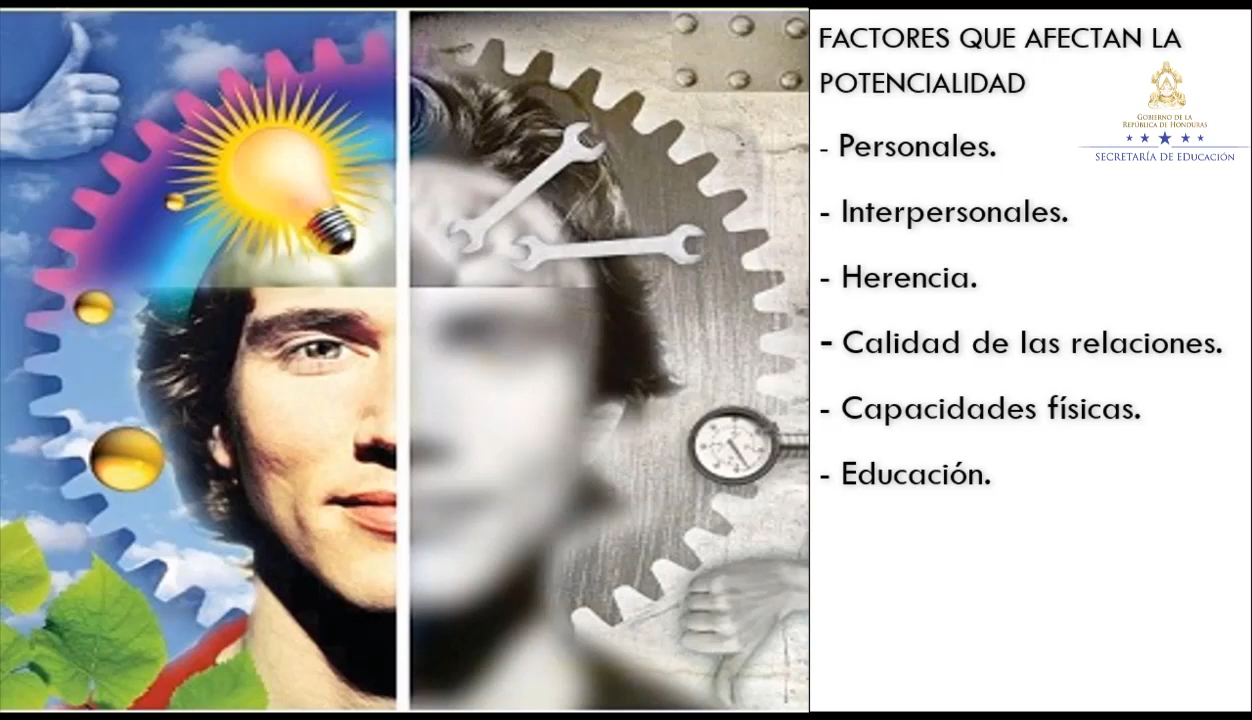 FACTORES QUE AFECTAN LA
POTENCIALIDAD
GOBIERNO DE LA
REPÚBLICA DE HONDURAS
SECRETARÍA DE EDUCACIÓN
- Personales.
- Interpersonales.
- Herencia.
- Calidad de las relaciones.
- Capacidades físicas.
- Educación.